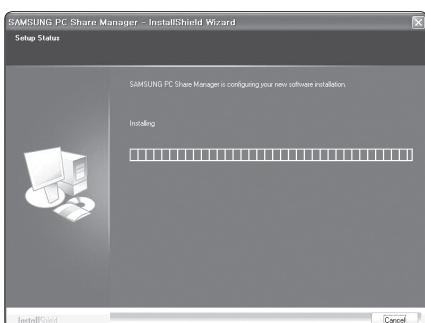 SAMSUNG PC Share Manager - InstallShield Wizard
Setup Status
SAMSUNG PC Share Manager is configuring your new software installation.
Installing
InstallShield
Cancel